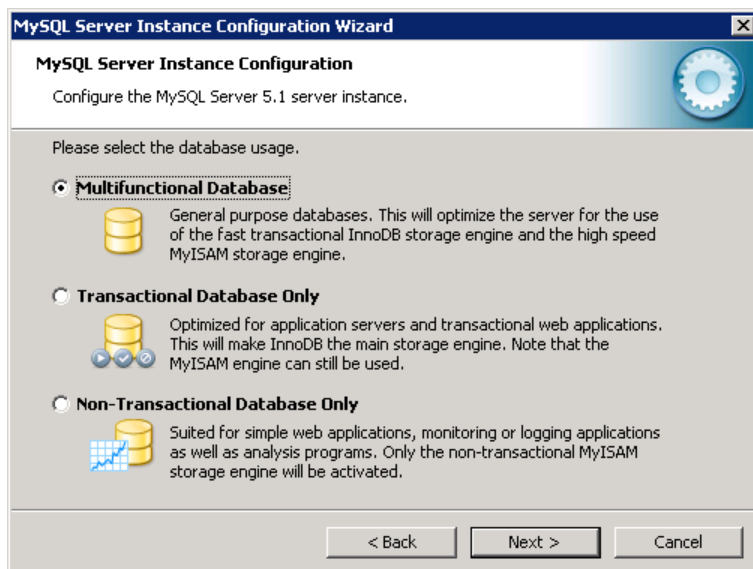 MySQL Server Instance Configuration Wizard
MySQL Server Instance Configuration
Configure the MySQL Server 5.1 server instance.
Please select the database usage.
Multifunctional Database
General purpose databases. This will optimize the server for the use
of the fast transactional InnoDB storage engine and the high speed
MyISAM storage engine.
Transactional Database Only
Optimized for application servers and transactional web applications.
This will make InnoDB the main storage engine. Note that the
MyISAM engine can still be used.
Non-Transactional Database Only
Suited for simple web applications, monitoring or logging applications
as well as analysis programs. Only the non-transactional MyISAM
storage engine will be activated.
< Back
Next >
Cancel